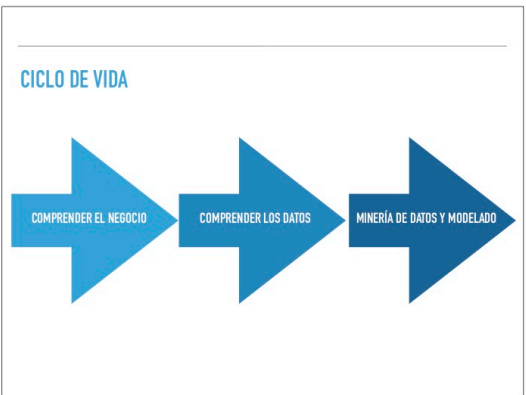 CICLO DE VIDA
COMPRENDER EL NEGOCIO
COMPRENDER LOS DATOS
MINERÍA DE DATOS Y MODELADO